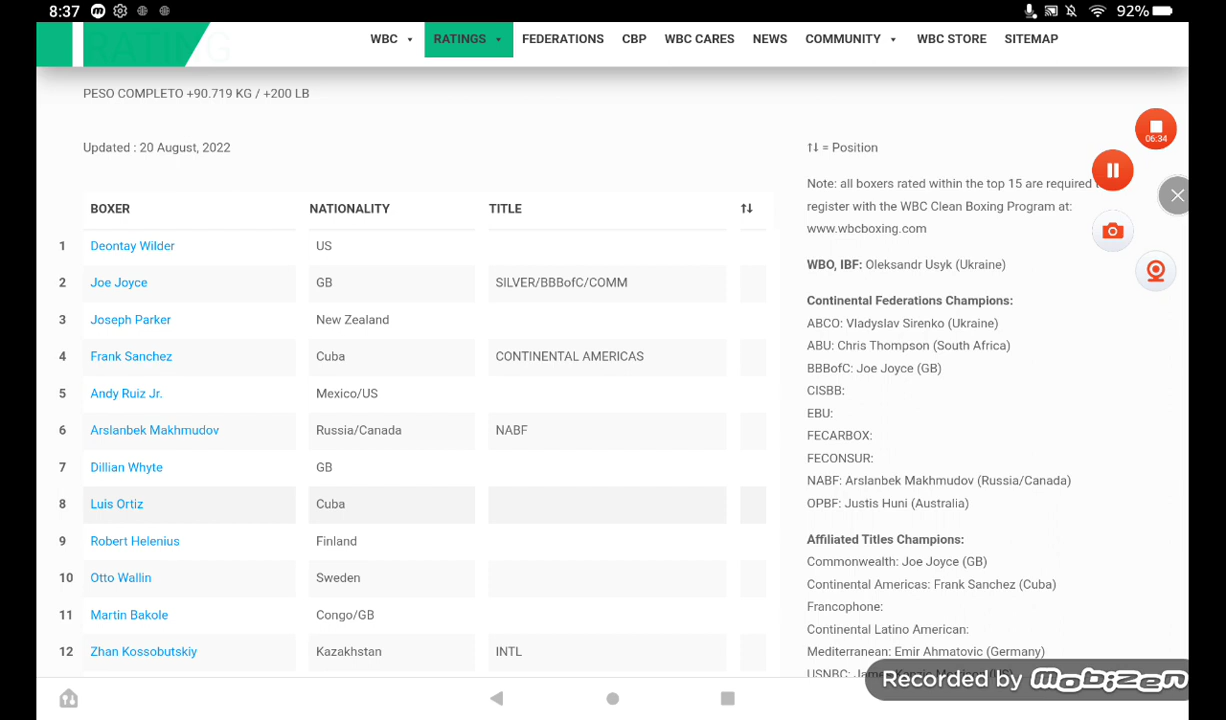 8:37
92%
RATING
WBC RATINGS FEDERATIONS CBP WBC CARES NEWS COMMUNITY WBC STORE SITEMAP
PESO COMPLETO +90.719 KG / +200 LB
Updated : 20 August, 2022
BOXER NATIONALITY TITLE ↑↓
1 Deontay Wilder US
2 Joe Joyce GB SILVER/BBBofC/COMM
3 Joseph Parker New Zealand
4 Frank Sanchez Cuba CONTINENTAL AMERICAS
5 Andy Ruiz Jr. Mexico/US
6 Arslanbek Makhmudov Russia/Canada NABF
7 Dillian Whyte GB
8 Luis Ortiz Cuba
9 Robert Helenius Finland
10 Otto Wallin Sweden
11 Martin Bakole Congo/GB
12 Zhan Kossobutskiy Kazakhstan INTL
↑↓ = Position
Note: all boxers rated within the top 15 are required
register with the WBC Clean Boxing Program at:
www.wbcboxing.com
WBO, IBF: Oleksandr Usyk (Ukraine)
Continental Federations Champions:
ABCO: Vladyslav Sirenko (Ukraine)
ABU: Chris Thompson (South Africa)
BBBofC: Joe Joyce (GB)
CISBB:
EBU:
FECARBOX:
FECONSUR:
NABF: Arslanbek Makhmudov (Russia/Canada)
OPBF: Justis Huni (Australia)
Affiliated Titles Champions:
Commonwealth: Joe Joyce (GB)
Continental Americas: Frank Sanchez (Cuba)
Francophone:
Continental Latino American:
Mediterranean: Emir Ahmatovic (Germany)
USNBC:
06:34
Recorded by mobizen